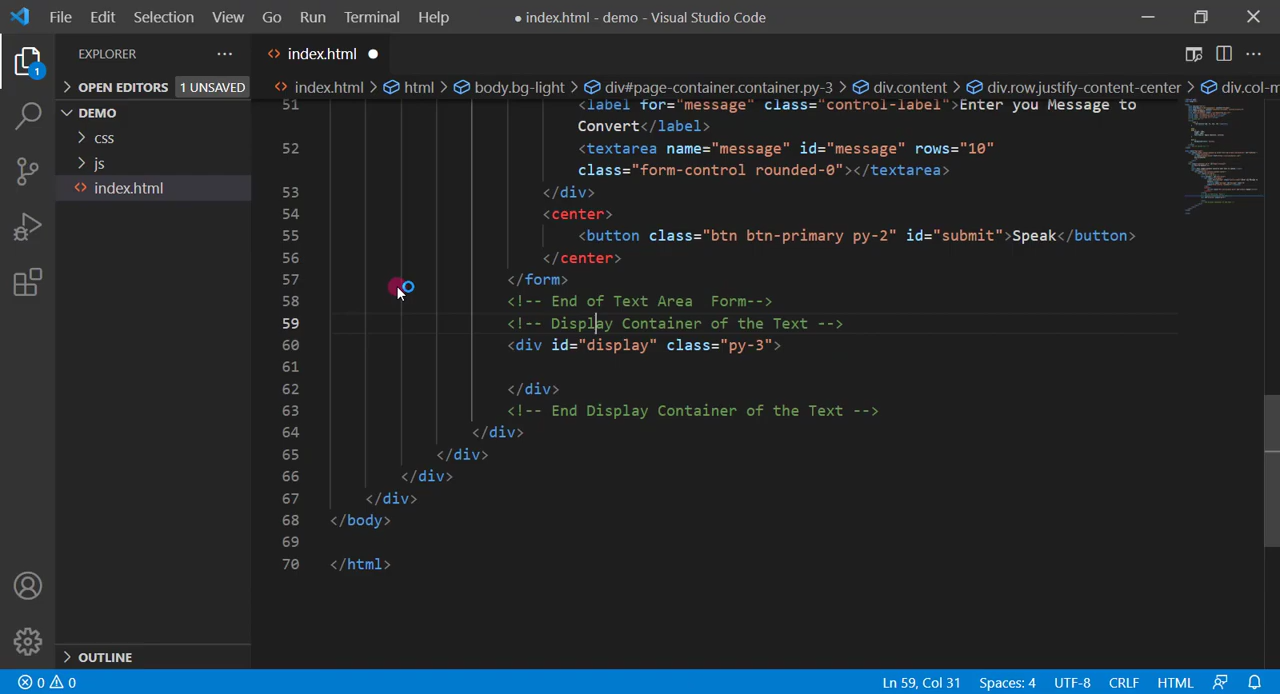 File Edit Selection View Go Run Terminal Help ● index.html - demo - Visual Studio Code
EXPLORER ···
1
OPEN EDITORS 1 UNSAVED
DEMO
css
js
index.html
OUTLINE
index.html ●
index.html > html > body.bg-light > div#page-container.container.py-3 > div.content > div.row.justify-content-center > div.col-m
51 <label for="message" class="control-label">Enter you Message to
Convert</label>
52 <textarea name="message" id="message" rows="10"
class="form-control rounded-0"></textarea>
53 </div>
54 <center>
55 <button class="btn btn-primary py-2" id="submit">Speak</button>
56 </center>
57 </form>
58 <!-- End of Text Area  Form-->
59 <!-- Display Container of the Text -->
60 <div id="display" class="py-3">
61
62 </div>
63 <!-- End Display Container of the Text -->
64 </div>
65 </div>
66 </div>
67 </div>
68 </body>
69
70 </html>
0 0 Ln 59, Col 31 Spaces: 4 UTF-8 CRLF HTML